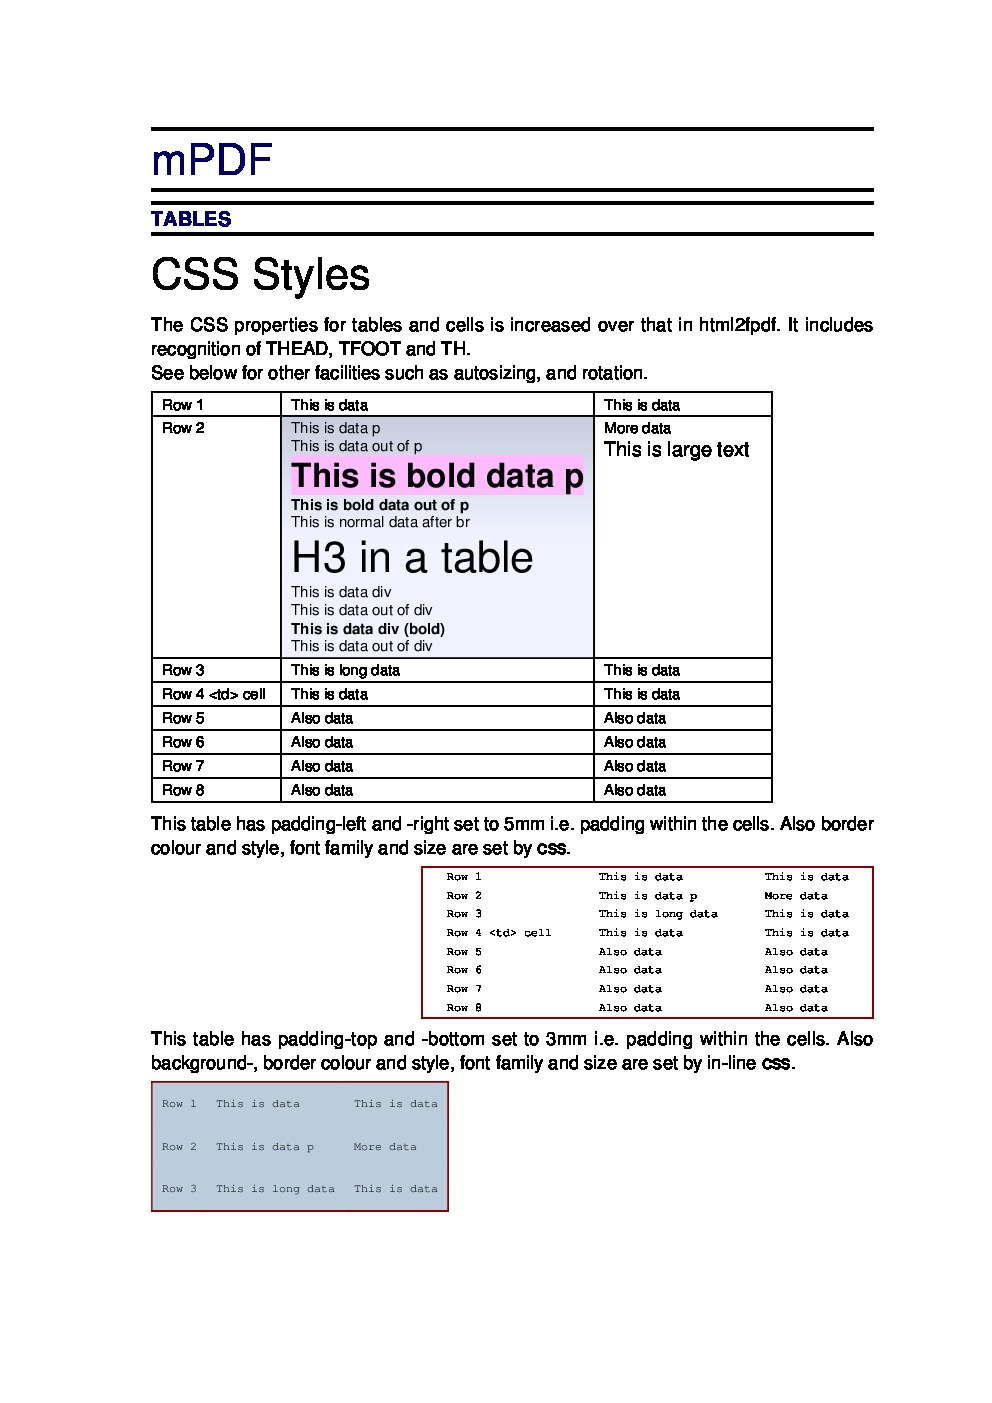 mPDF
TABLES
CSS Styles
The CSS properties for tables and cells is increased over that in html2fpdf. It includes
recognition of THEAD, TFOOT and TH.
See below for other facilities such as autosizing, and rotation.
Row 1 This is data This is data
Row 2 This is data p More data
This is data out of p This is large text
This is bold data p
This is bold data out of p
This is normal data after br
H3 in a table
This is data div
This is data out of div
This is data div (bold)
This is data out of div
Row 3 This is long data This is data
Row 4 <td> cell This is data This is data
Row 5 Also data Also data
Row 6 Also data Also data
Row 7 Also data Also data
Row 8 Also data Also data
This table has padding-left and -right set to 5mm i.e. padding within the cells. Also border
colour and style, font family and size are set by css.
Row 1 This is data This is data
Row 2 This is data p More data
Row 3 This is long data This is data
Row 4 <td> cell This is data This is data
Row 5 Also data Also data
Row 6 Also data Also data
Row 7 Also data Also data
Row 8 Also data Also data
This table has padding-top and -bottom set to 3mm i.e. padding within the cells. Also
background-, border colour and style, font family and size are set by in-line css.
Row 1 This is data This is data
Row 2 This is data p More data
Row 3 This is long data This is data